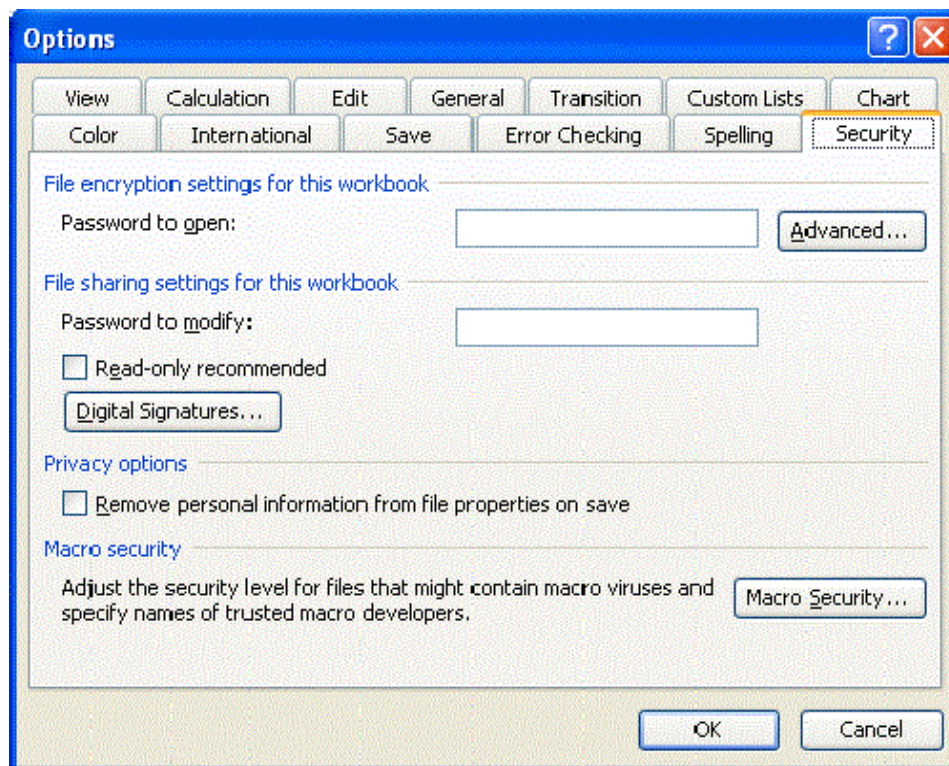 Options
View Calculation Edit General Transition Custom Lists Chart
Color International Save Error Checking Spelling Security
File encryption settings for this workbook
Password to open: Advanced...
File sharing settings for this workbook
Password to modify:
Read-only recommended
Digital Signatures...
Privacy options
Remove personal information from file properties on save
Macro security
Adjust the security level for files that might contain macro viruses and
specify names of trusted macro developers.
Macro Security...
OK Cancel